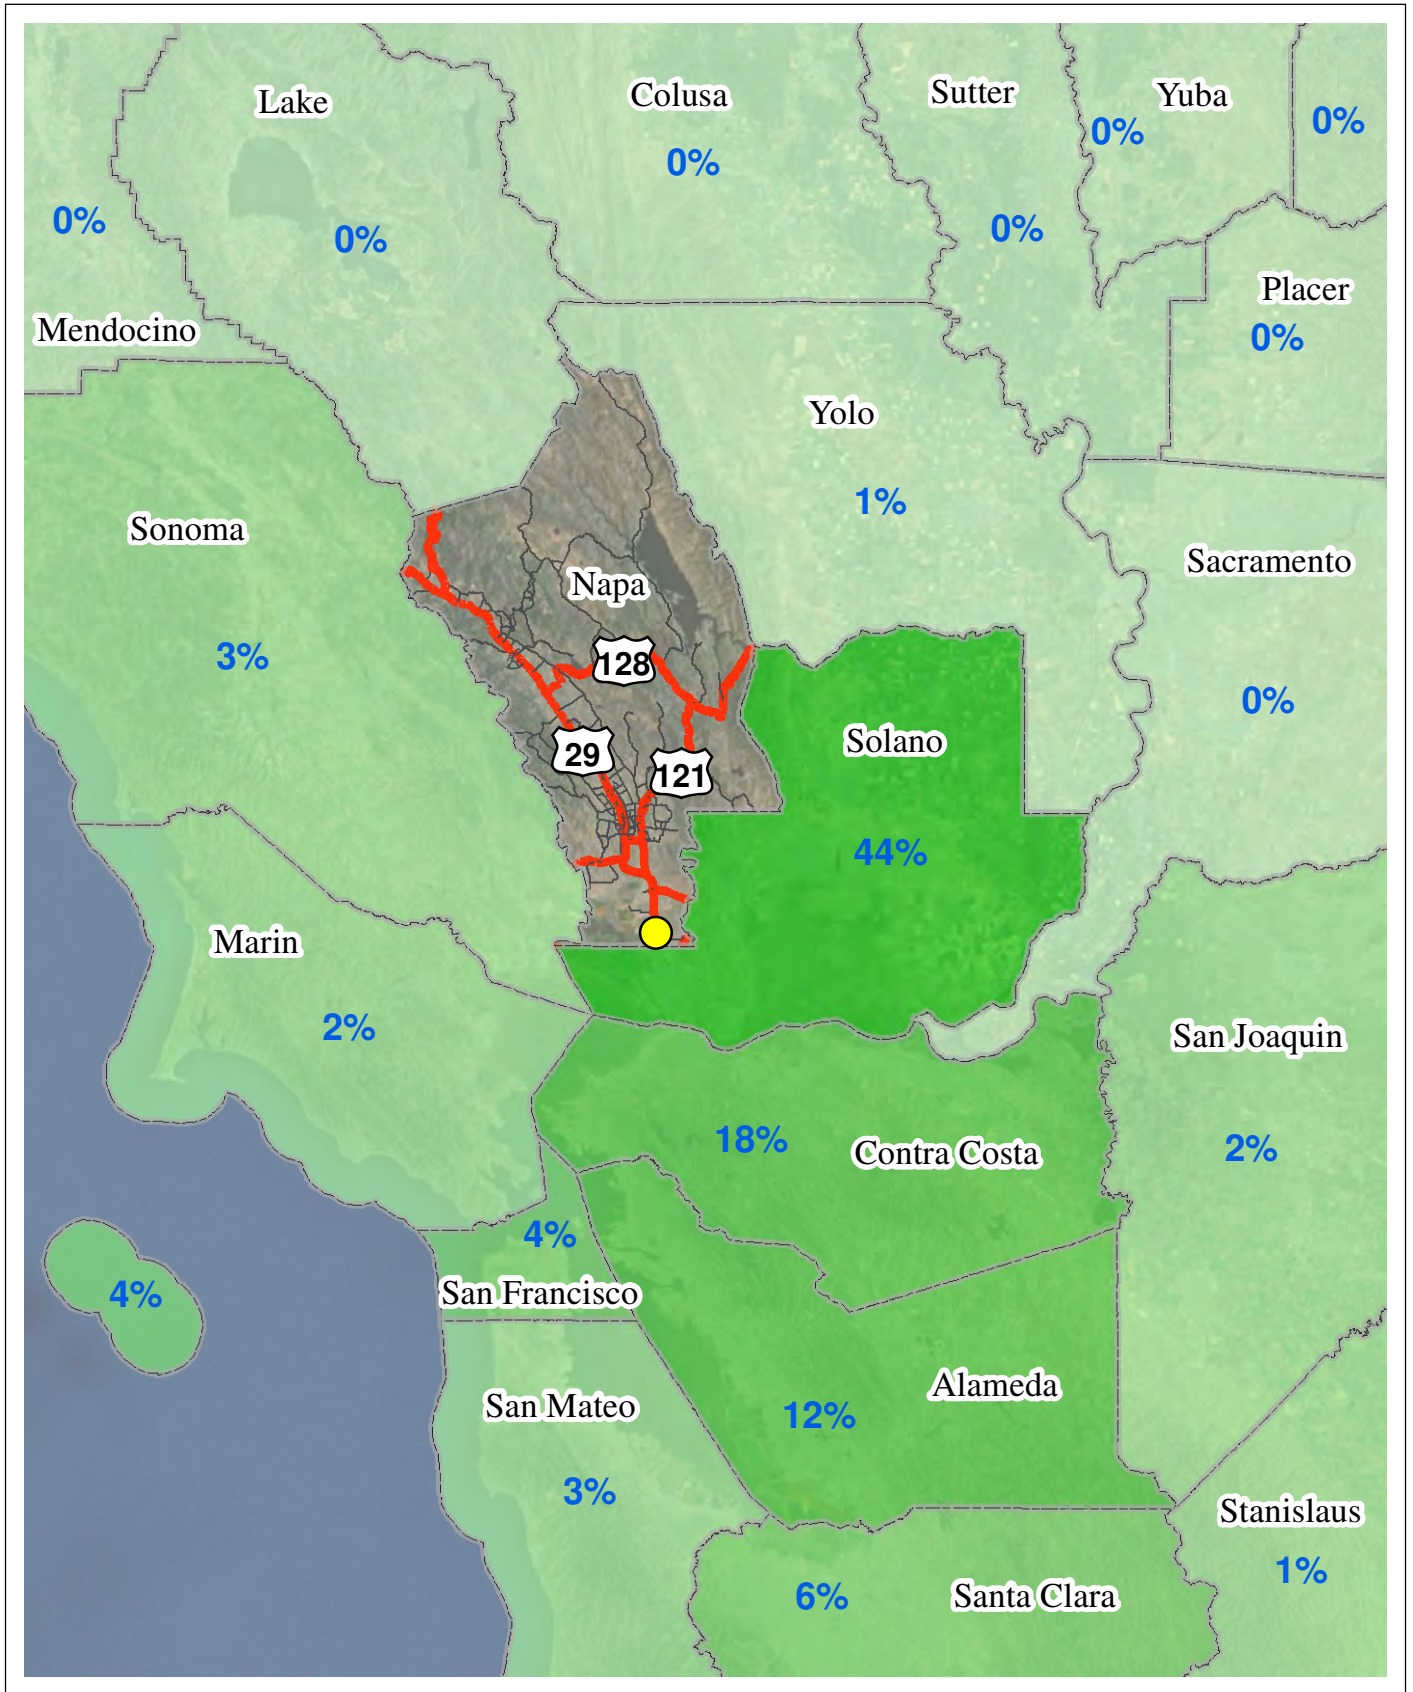 Lake
Colusa
Sutter
Yuba
0%
0%
0%
0%
0%
0%
0%
Placer
0%
Mendocino
Yolo
1%
Sonoma
3%
Napa
Sacramento
0%
128
29
121
Solano
44%
Marin
2%
San Joaquin
2%
18%
Contra Costa
4%
San Francisco
4%
Alameda
12%
San Mateo
3%
Stanislaus
1%
6%
Santa Clara